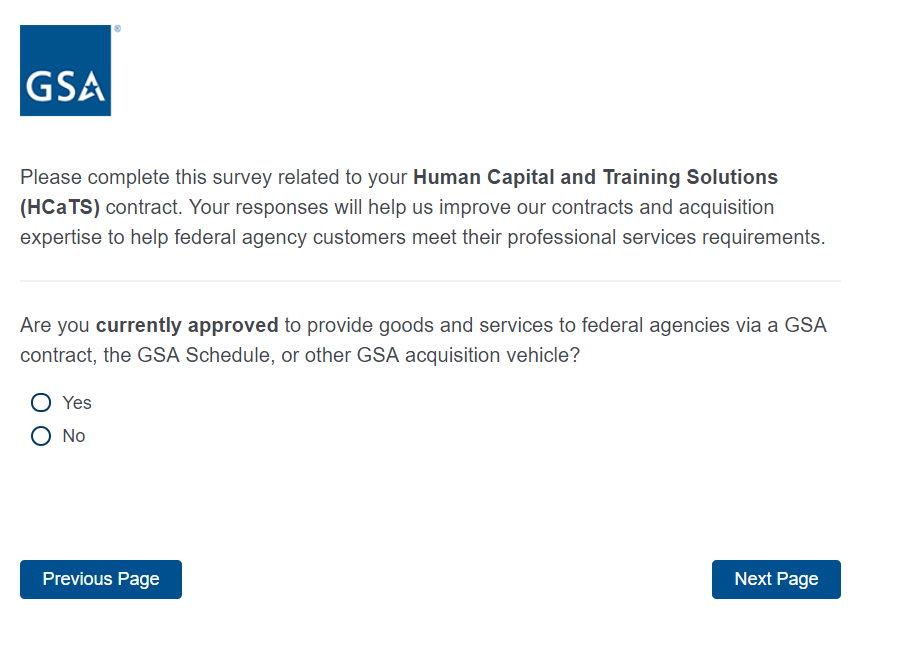 GSA
®
Please complete this survey related to your Human Capital and Training Solutions
(HCaTS) contract. Your responses will help us improve our contracts and acquisition
expertise to help federal agency customers meet their professional services requirements.
Are you currently approved to provide goods and services to federal agencies via a GSA
contract, the GSA Schedule, or other GSA acquisition vehicle?
Yes
No
Previous Page
Next Page